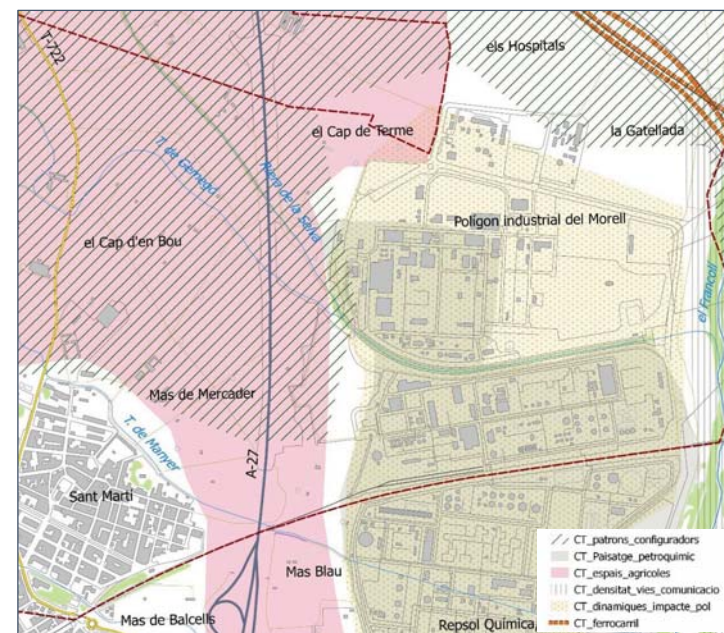 T-722
els Hospitals
el Cap de Terme
la Gatellada
T. de Gernegó
Riera de la Selva
Polígon industrial del Morell
el Cap d'en Bou
el Francolí
Mas de Mercader
T. de Manyer
A-27
Sant Martí
Mas Blau
Mas de Balcells
Repsol Química,
CT_patrons_configuradors
CT_Paisatge_petroquimic
CT_espais_agricoles
CT_densitat_vies_comunicacio
CT_dinamiques_impacte_pol
CT_ferrocarril